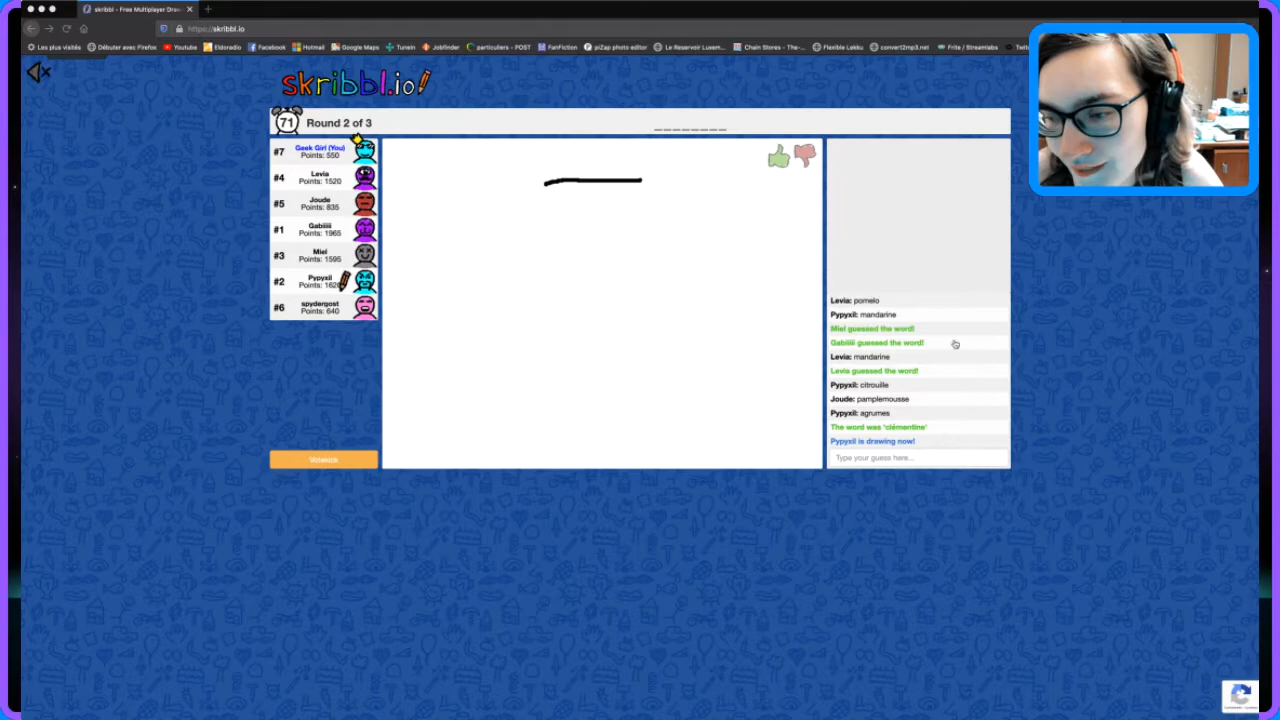 skribbl - Free Multiplayer Drav
https://skribbl.io
Les plus visités Débuter avec Firefox Youtube Eldoradio Facebook Hotmail Google Maps TuneIn Jobfinder particuliers - POST FanFiction piZap photo editor Le Reservoir Luxem... Chain Stores - The-... Flexible Lekku convert2mp3.net Frite / Streamlabs Twit
skribbl.io
71 Round 2 of 3
_ _ _ _ _ _ _ _
#7 Geek Girl (You)
Points: 550
#4 Levia
Points: 1520
#5 Joude
Points: 835
#1 Gabiiiii
Points: 1965
#3 Miel
Points: 1595
#2 Pypyxil
Points: 1620
#6 spydergost
Points: 640
Votekick
Levia: pomelo
Pypyxil: mandarine
Miel guessed the word!
Gabiiiii guessed the word!
Levia: mandarine
Levia guessed the word!
Pypyxil: citrouille
Joude: pamplemousse
Pypyxil: agrumes
The word was 'clémentine'
Pypyxil is drawing now!
Type your guess here...